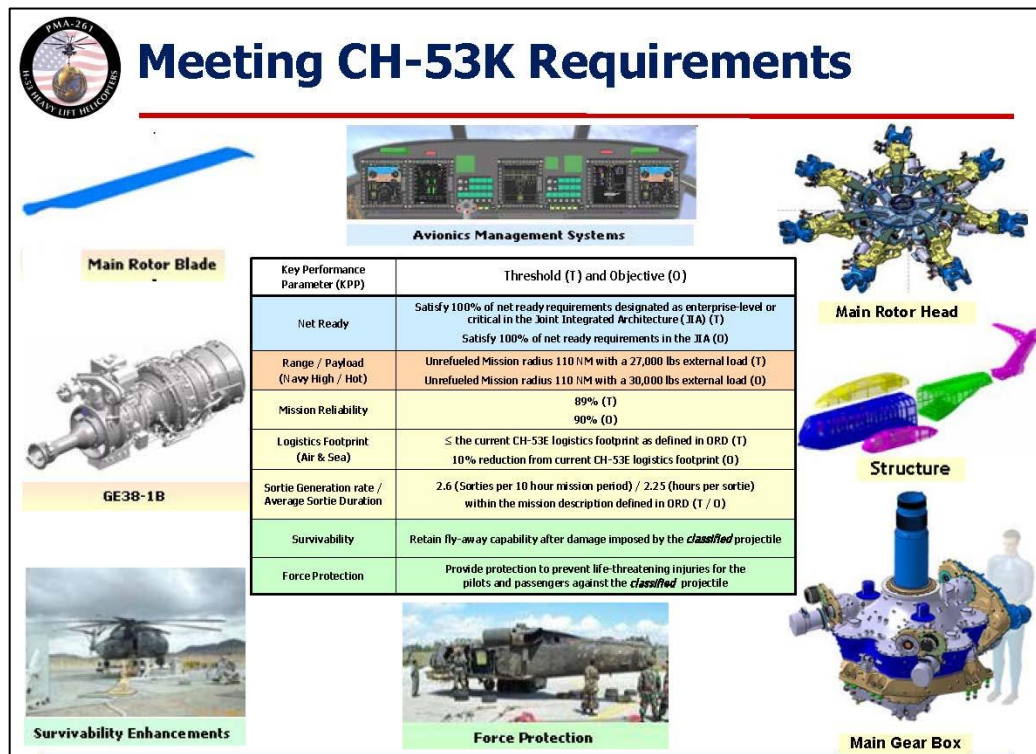 PMA-261
H-53 HEAVY LIFT HELICOPTERS
Meeting CH-53K Requirements
Main Rotor Blade
Avionics Management Systems
Main Rotor Head
Key Performance
Parameter (KPP)
Threshold (T) and Objective (O)
Net Ready
Satisfy 100% of net ready requirements designated as enterprise-level or
critical in the Joint Integrated Architecture (JIA) (T)
Satisfy 100% of net ready requirements in the JIA (O)
Range / Payload
(Navy High / Hot)
Unrefueled Mission radius 110 NM with a 27,000 lbs external load (T)
Unrefueled Mission radius 110 NM with a 30,000 lbs external load (O)
Mission Reliability
89% (T)
90% (O)
Logistics Footprint
(Air & Sea)
≤ the current CH-53E logistics footprint as defined in ORD (T)
10% reduction from current CH-53E logistics footprint (O)
Sortie Generation rate /
Average Sortie Duration
2.6 (Sorties per 10 hour mission period) / 2.25 (hours per sortie)
within the mission description defined in ORD (T / O)
Survivability
Retain fly-away capability after damage imposed by the classified projectile
Force Protection
Provide protection to prevent life-threatening injuries for the
pilots and passengers against the classified projectile
GE38-1B
Structure
Survivability Enhancements
Force Protection
Main Gear Box